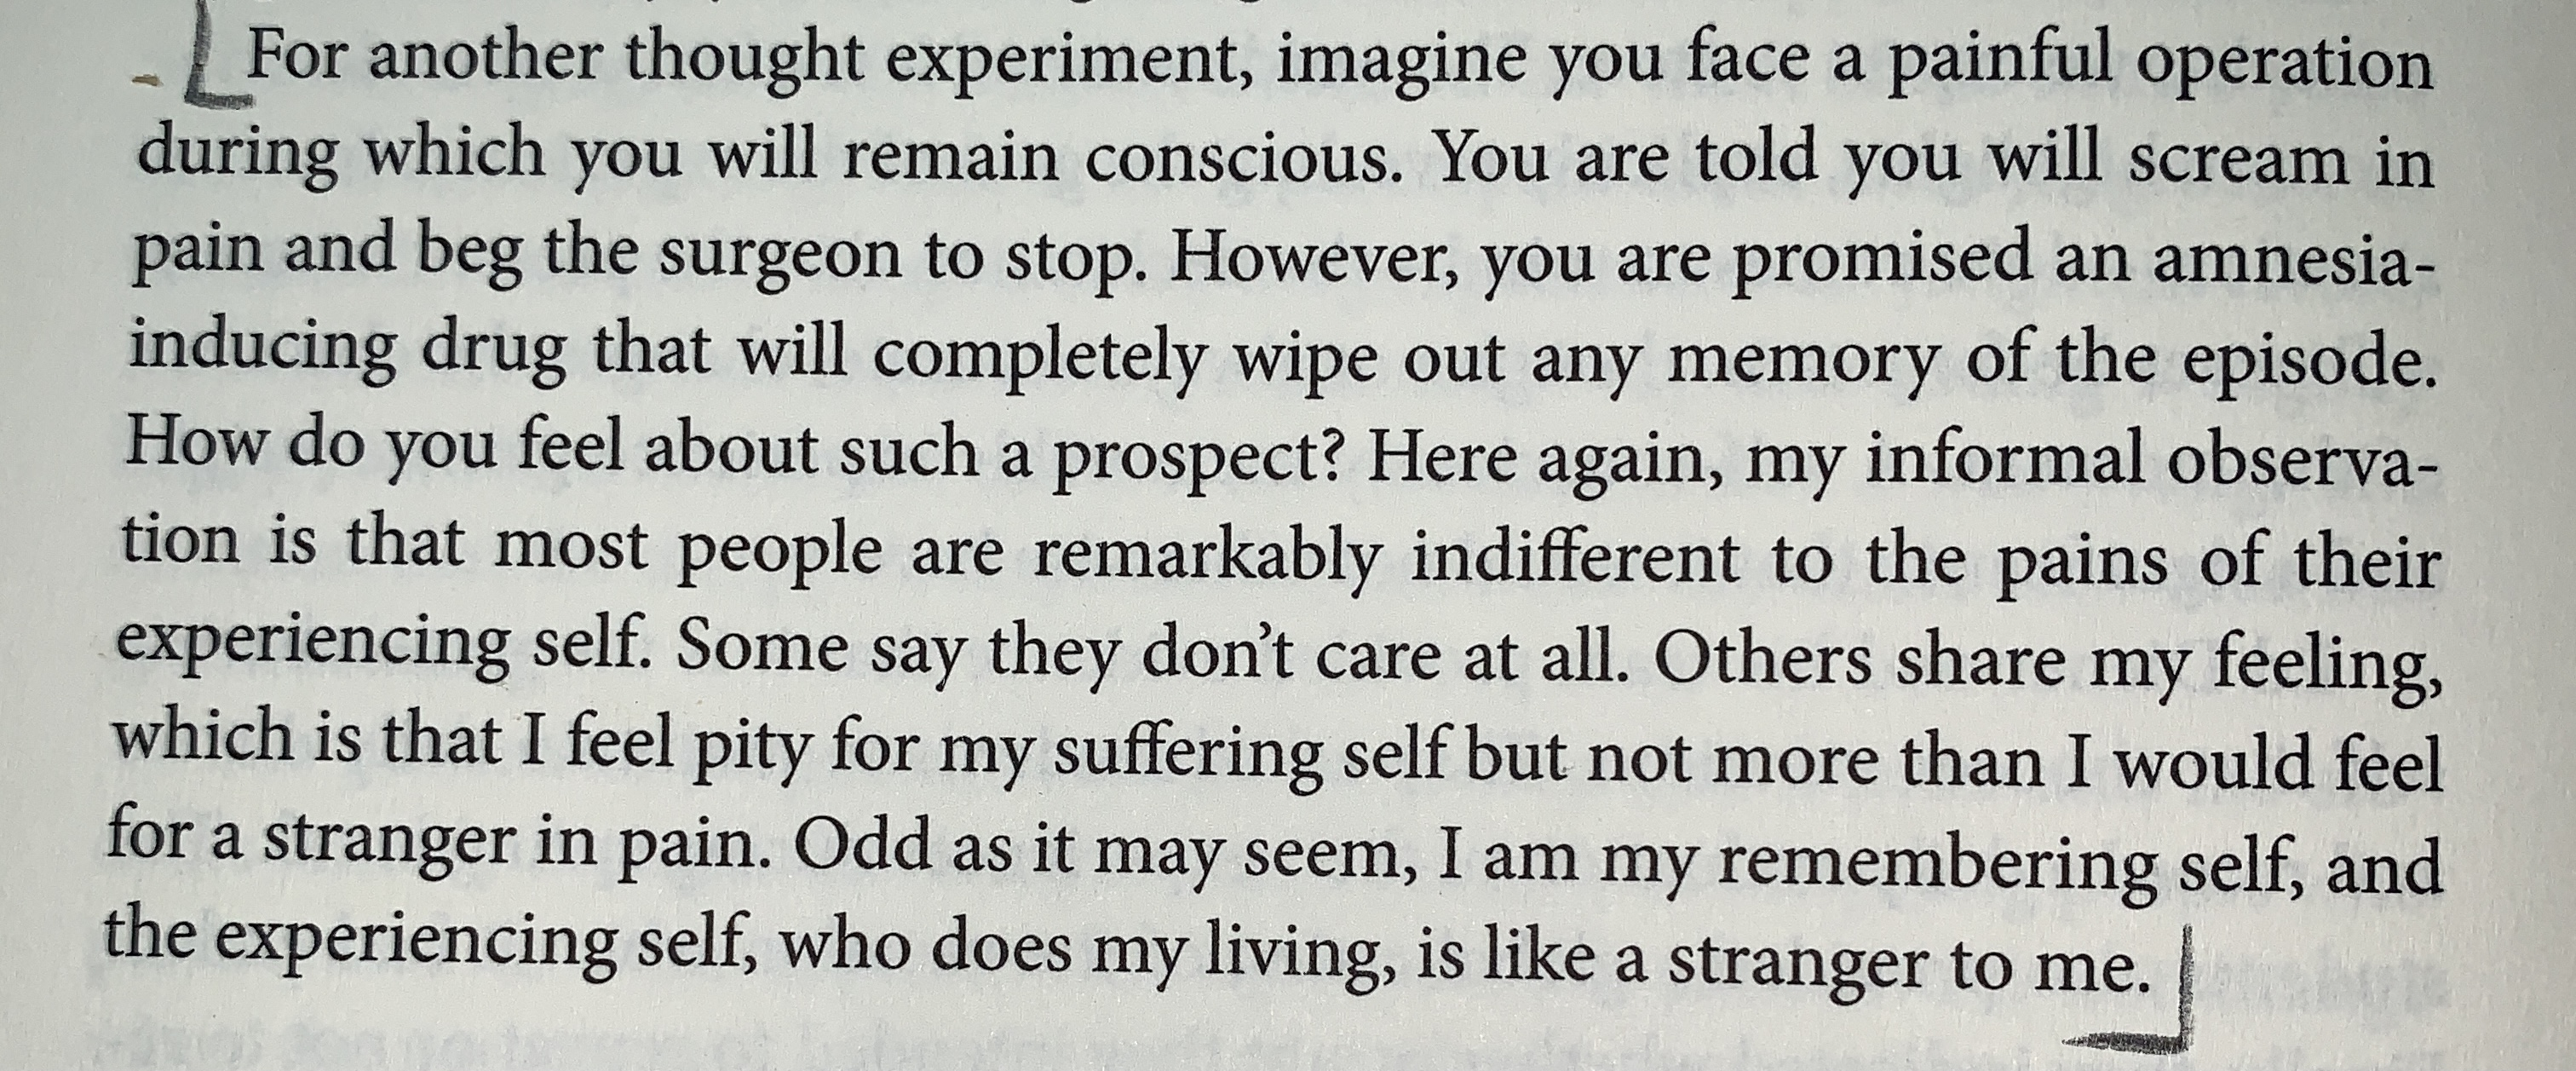 For another thought experiment, imagine you face a painful operation
during which you will remain conscious. You are told you will scream in
pain and beg the surgeon to stop. However, you are promised an amnesia-
inducing drug that will completely wipe out any memory of the episode.
How do you feel about such a prospect? Here again, my informal observa-
tion is that most people are remarkably indifferent to the pains of their
experiencing self. Some say they don’t care at all. Others share my feeling,
which is that I feel pity for my suffering self but not more than I would feel
for a stranger in pain. Odd as it may seem, I am my remembering self, and
the experiencing self, who does my living, is like a stranger to me.